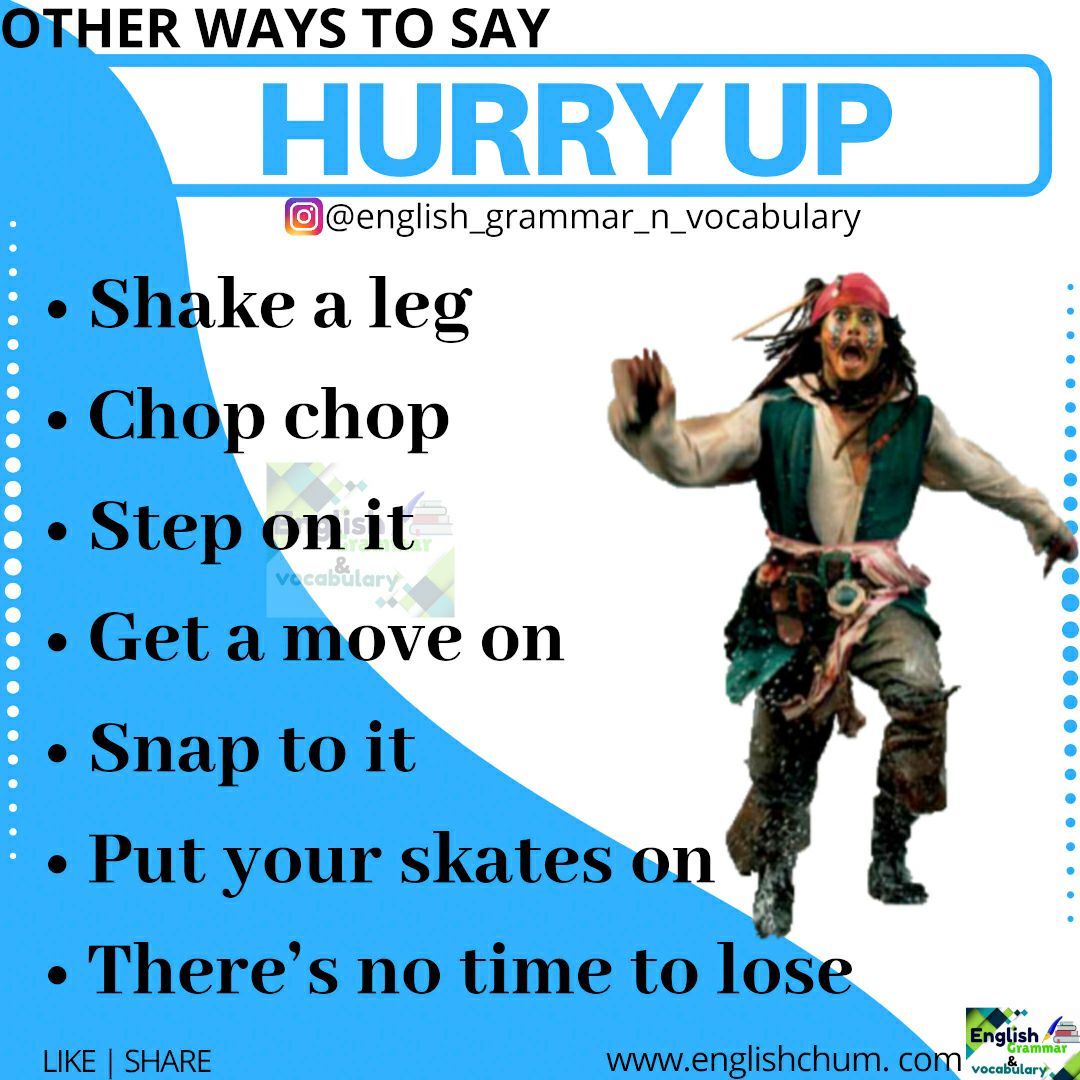 OTHER WAYS TO SAY
HURRY UP
@english_grammar_n_vocabulary
• Shake a leg
• Chop chop
• Step on it
English
Grammar
&
vocabulary
• Get a move on
• Snap to it
• Put your skates on
• There’s no time to lose
LIKE | SHARE
www.englishchum. com
English
Grammar
&
vocabulary